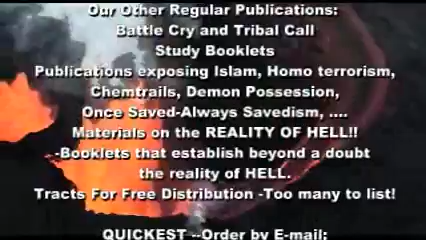 Our Other Regular Publications:
Battle Cry and Tribal Call
Study Booklets
Publications exposing Islam, Homo terrorism,
Chemtrails, Demon Possession,
Once Saved-Always Savedism, ....
Materials on the REALITY OF HELL!!
-Booklets that establish beyond a doubt
the reality of HELL.
Tracts For Free Distribution -Too many to list!
QUICKEST --Order by E-mail: